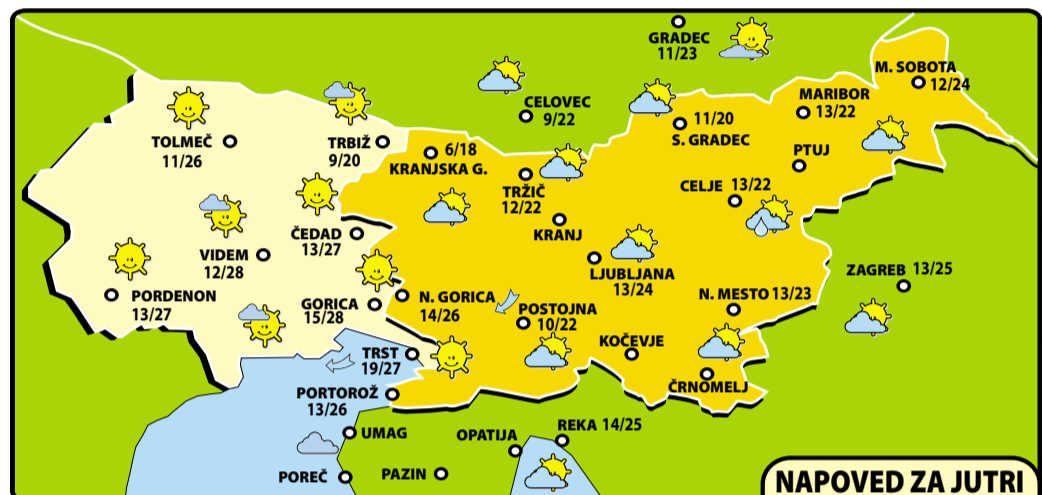 GRADEC
11/23
M. SOBOTA
12/24
CELOVEC
9/22
MARIBOR
13/22
11/20
S. GRADEC
TOLMEČ
11/26
TRBIŽ
9/20
6/18
KRANJSKA G.
PTUJ
TRŽIČ
12/22
CELJE 13/22
KRANJ
ČEDAD
13/27
VIDEM
12/28
LJUBLJANA
13/24
ZAGREB 13/25
PORDENON
13/27
GORICA
15/28
N. GORICA
14/26
N. MESTO 13/23
POSTOJNA
10/22
KOČEVJE
TRST
19/27
ČRNOMELJ
PORTOROŽ
13/26
UMAG
OPATIJA
REKA 14/25
POREČ
PAZIN
NAPOVED ZA JUTRI